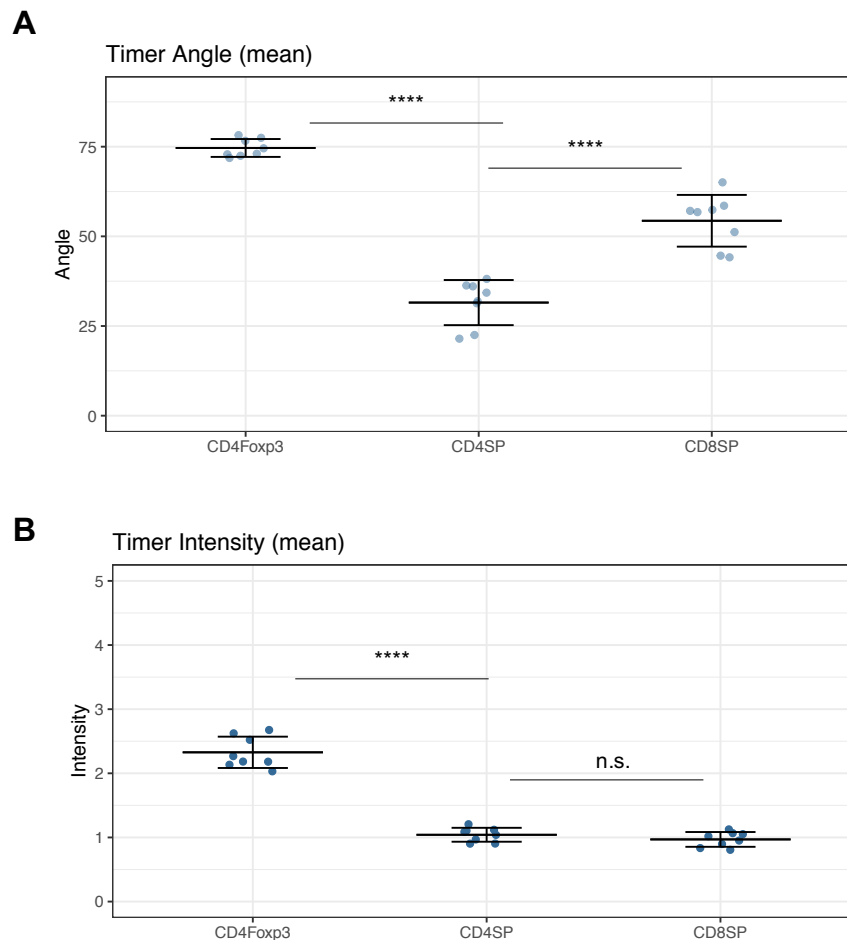 A
Timer Angle (mean)
****
****
75
50
25
0
Angle
CD4Foxp3 CD4SP CD8SP
B
Timer Intensity (mean)
5
4
****
3
n.s.
2
1
0
Intensity
CD4Foxp3 CD4SP CD8SP